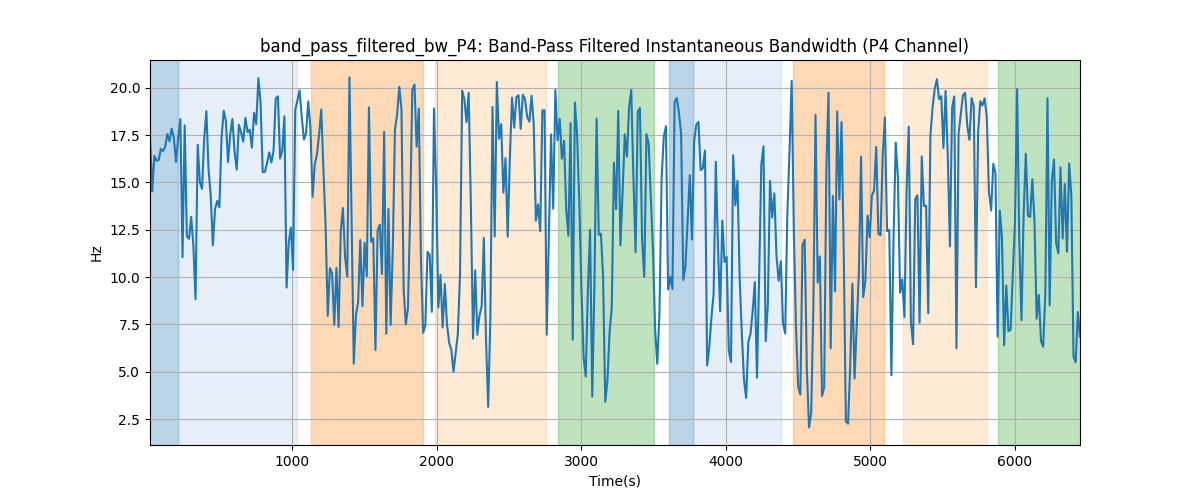 band_pass_filtered_bw_P4: Band-Pass Filtered Instantaneous Bandwidth (P4 Channel)
20.0
17.5
15.0
12.5
10.0
7.5
5.0
2.5
Hz
1000 2000 3000 4000 5000 6000
Time(s)